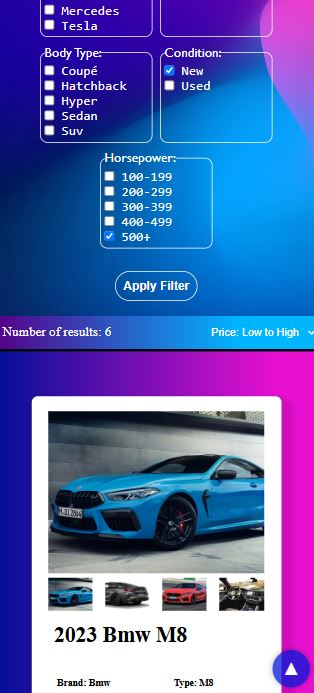 Mercedes
Tesla
Body Type:
Coupé
Hatchback
Hyper
Sedan
Suv
Condition:
New
Used
Horsepower:
100-199
200-299
300-399
400-499
500+
Apply Filter
Number of results: 6
Price: Low to High
2023 Bmw M8
Brand: Bmw
Type: M8